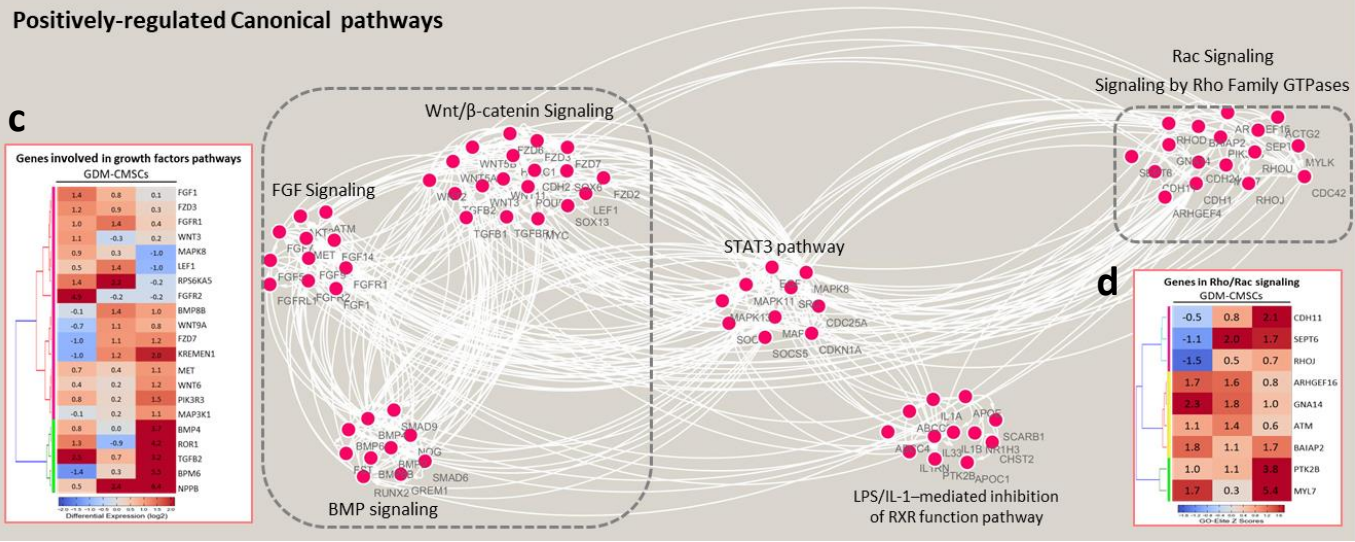 Positively-regulated Canonical pathways
c
Genes involved in growth factors pathways
GDM-CMSCs
1.4 0.8 0.1 FGF1
1.2 0.9 0.3 FZD3
1.0 1.4 0.4 FGFR1
1.1 -0.3 0.2 WNT3
0.9 0.3 -1.0 MAPK8
0.5 1.4 -1.0 LEF1
1.4 -0.2 RPS6KA5
-0.2 -0.2 FGFR2
-0.1 1.4 1.0 BMP8B
-0.7 1.1 0.8 WNT9A
-1.0 1.1 1.2 FZD7
-1.0 1.2 KREMEN1
0.7 0.4 1.1 MET
0.4 0.2 1.2 WNT6
0.8 0.2 1.5 PIK3R3
-0.1 0.2 1.1 MAP3K1
0.8 0.0 BMP4
1.3 -0.9 ROR1
0.7 TGFB2
-1.4 0.3 BPM6
0.5 NPPB
Differential Expression (log2)
FGF Signaling
ATM
MET
FGF14
FGF9
FGFR1
FGFR2
FGF1
Wnt/β-catenin Signaling
FZD3
FZD7
WNT5B
WNT5A
CDH2
SOX6
FZD2
WNT3
LEF1
TGFB2
SOX13
TGFB1
MYC
BMP signaling
SMAD9
NOG
SMAD6
RUNX2
GREM1
STAT3 pathway
MAPK8
MAPK11
CDC25A
SOCS5
CDKN1A
LPS/IL-1–mediated inhibition
of RXR function pathway
IL1A
APOE
SCARB1
IL33
IL1B
NR1H3
CHST2
PTK2B
APOC1
Rac Signaling
Signaling by Rho Family GTPases
ACTG2
RHOD
BAIAP2
MYLK
RHOU
CDC42
CDH1
RHOJ
ARHGEF4
d
Genes in Rho/Rac signaling
GDM-CMSCs
-0.5 0.8 2.1 CDH11
-1.1 2.0 1.7 SEPT6
-1.5 0.5 0.7 RHOJ
1.7 1.6 0.8 ARHGEF16
2.3 1.8 1.0 GNA14
1.1 1.4 0.6 ATM
1.8 1.1 1.7 BAIAP2
1.0 1.1 3.8 PTK2B
1.7 0.3 5.4 MYL7
GO-Elite Z Scores